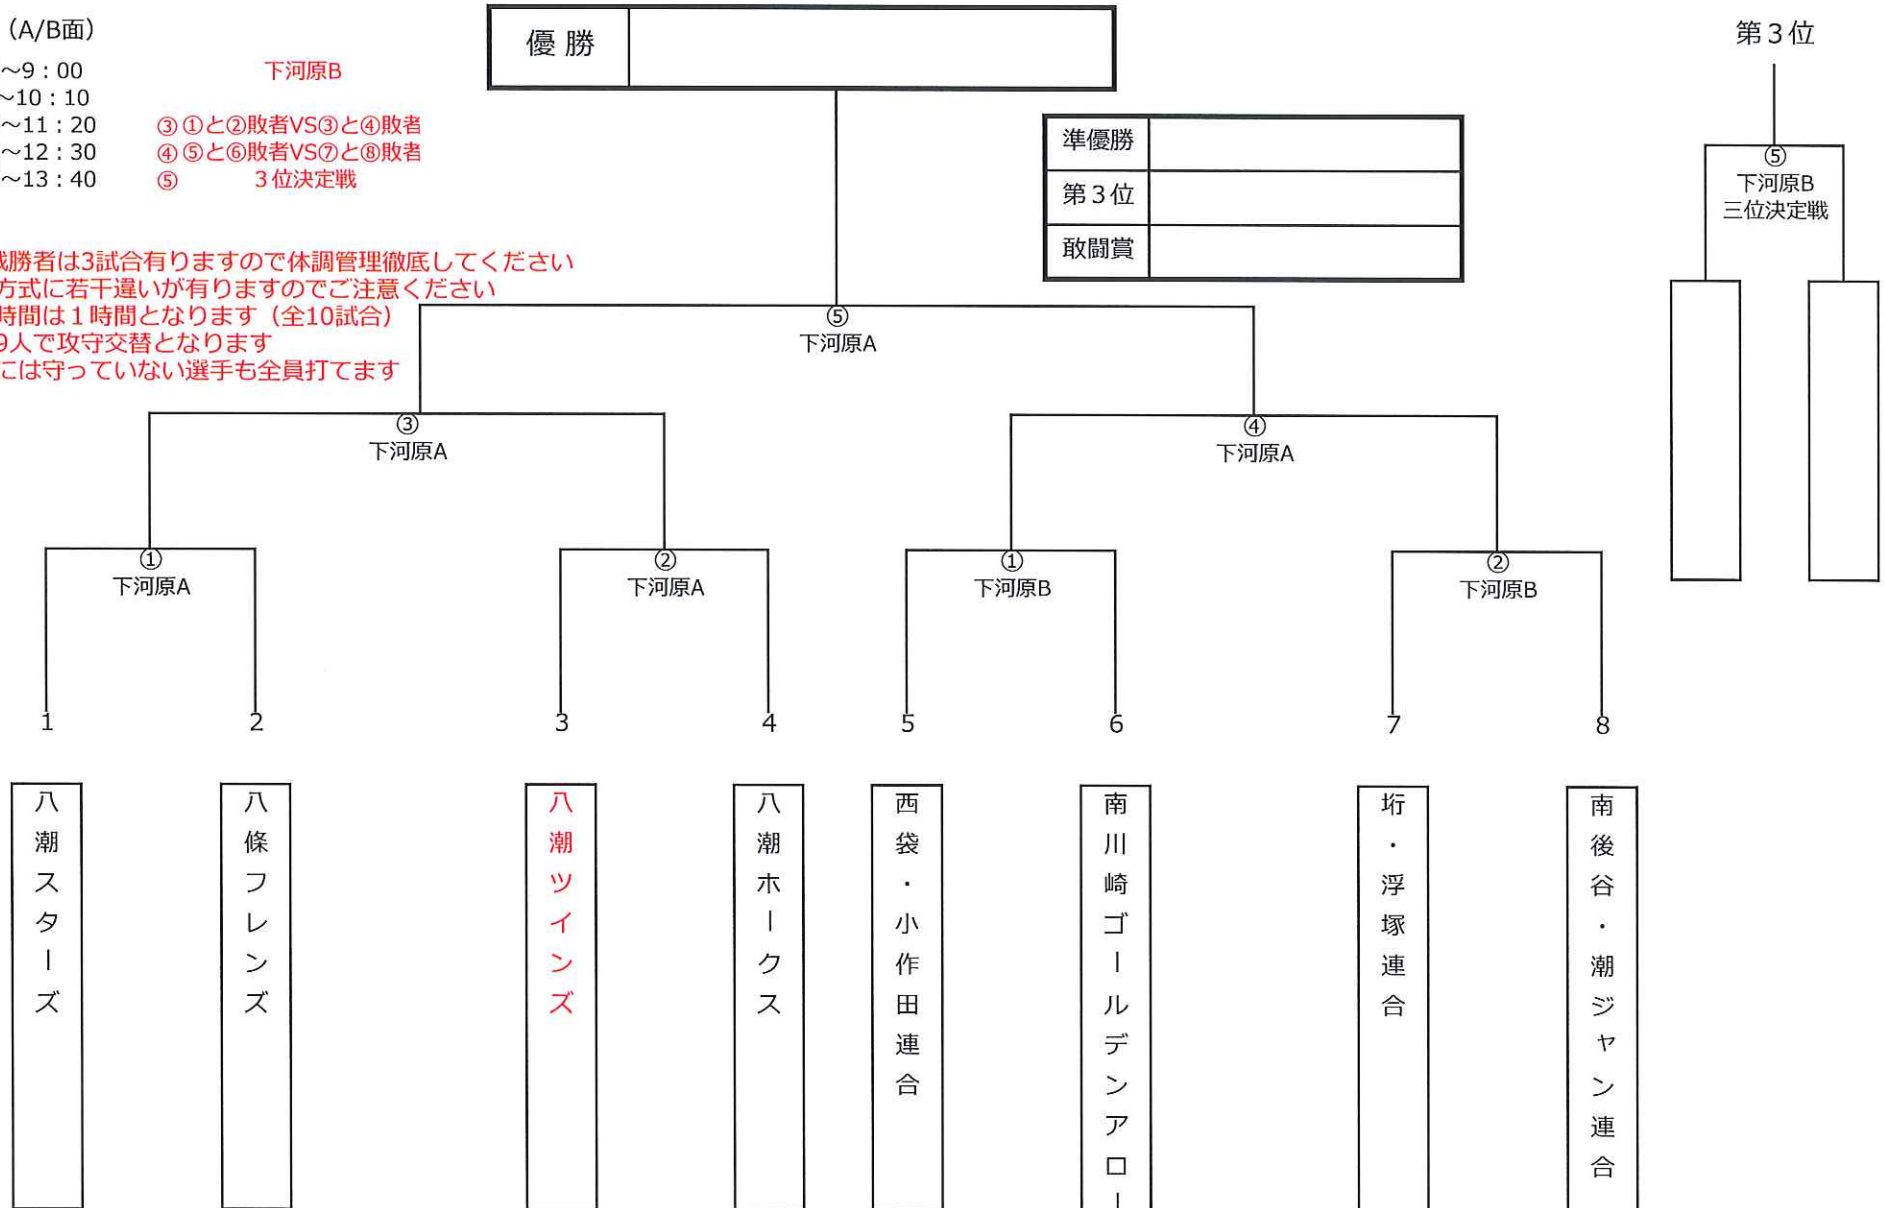 （A/B面）
～9：00
～10：10
～11：20
～12：30
～13：40
下河原B
③①と②敗者VS③と④敗者
④⑤と⑥敗者VS⑦と⑧敗者
⑤ ３位決定戦
優 勝
準優勝
第３位
敢闘賞
第３位
⑤
下河原B
三位決定戦
戦勝者は3試合有りますので体調管理徹底してください
方式に若干違いが有りますのでご注意ください
時間は１時間となります（全10試合）
9人で攻守交替となります
には守っていない選手も全員打てます
⑤
下河原A
③
下河原A
④
下河原A
①
下河原A
②
下河原A
①
下河原B
②
下河原B
1
2
3
4
5
6
7
8
八潮スターズ
八條フレンズ
八潮ツインズ
八潮ホークス
西袋・小作田連合
南川崎ゴールデンアロー
垳・浮塚連合
南後谷・潮ジャン連合